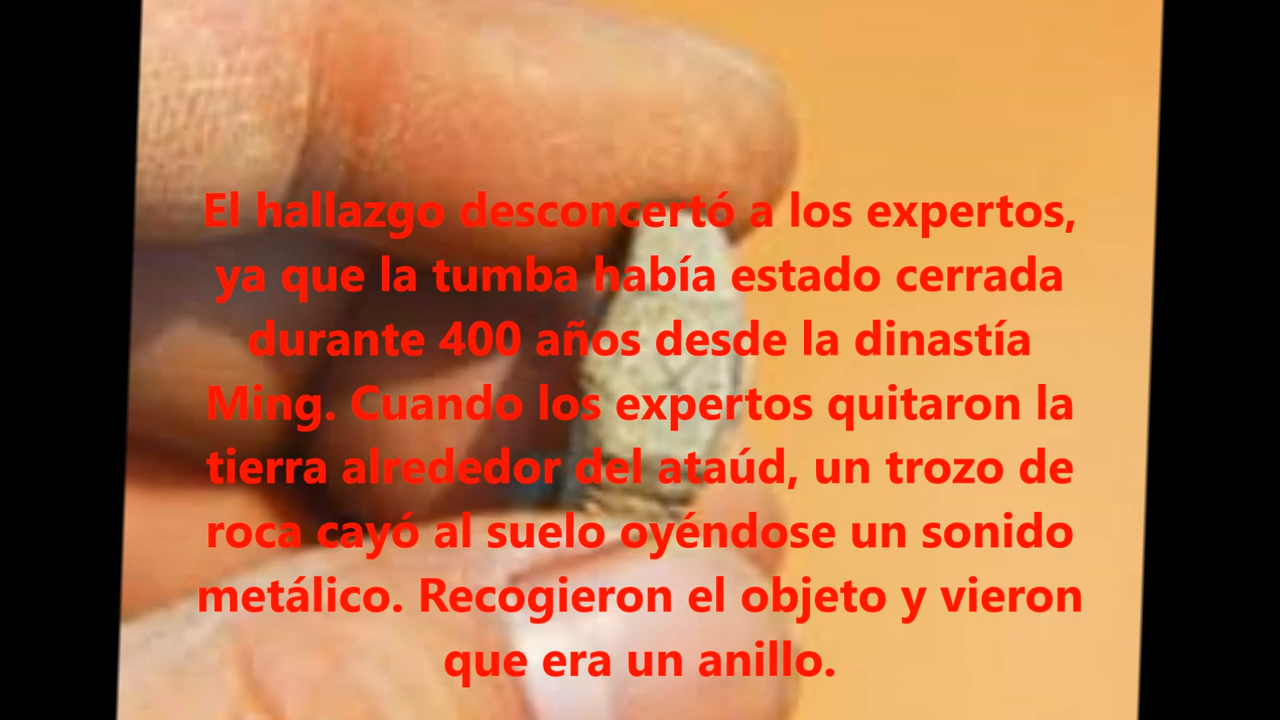 El hallazgo desconcertó a los expertos,
ya que la tumba había estado cerrada
durante 400 años desde la dinastía
Ming. Cuando los expertos quitaron la
tierra alrededor del ataúd, un trozo de
roca cayó al suelo oyéndose un sonido
metálico. Recogieron el objeto y vieron
que era un anillo.